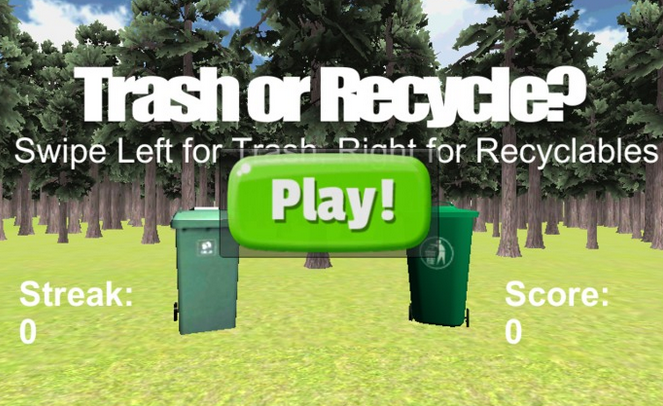 Trash or Recycle?
Swipe Left for Trash, Right for Recyclables
Play!
Streak:
0
Score:
0